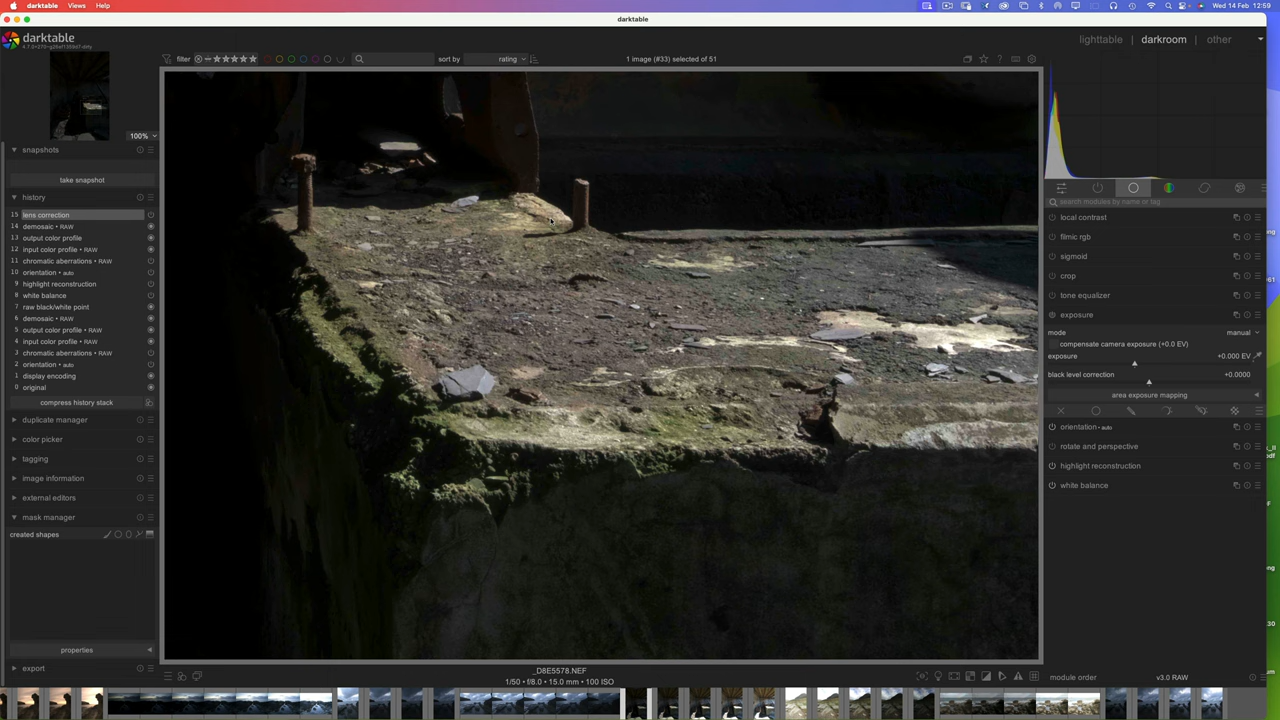 darktable Views Help Wed 14 Feb 12:59
darktable
darktable
lighttable | darkroom | other
filter
sort by rating
1 image (#33) selected of 51
100%
snapshots
take snapshot
history
15 lens correction
14 demosaic • RAW
13 output color profile
12 input color profile • RAW
11 chromatic aberrations • RAW
10 orientation • auto
9 highlight reconstruction
8 white balance
7 raw black/white point
6 demosaic • RAW
5 output color profile • RAW
4 input color profile • RAW
3 chromatic aberrations • RAW
2 orientation • auto
1 display encoding
0 original
compress history stack
duplicate manager
color picker
tagging
image information
external editors
mask manager
created shapes
properties
export
search modules by name or tag
local contrast
filmic rgb
sigmoid
crop
tone equalizer
exposure
mode manual
compensate camera exposure (+0.0 EV)
exposure +0.000 EV
black level correction +0.0000
area exposure mapping
orientation • auto
rotate and perspective
highlight reconstruction
white balance
_D8E5578.NEF
1/50 • f/8.0 • 15.0 mm • 100 ISO
module order v3.0 RAW